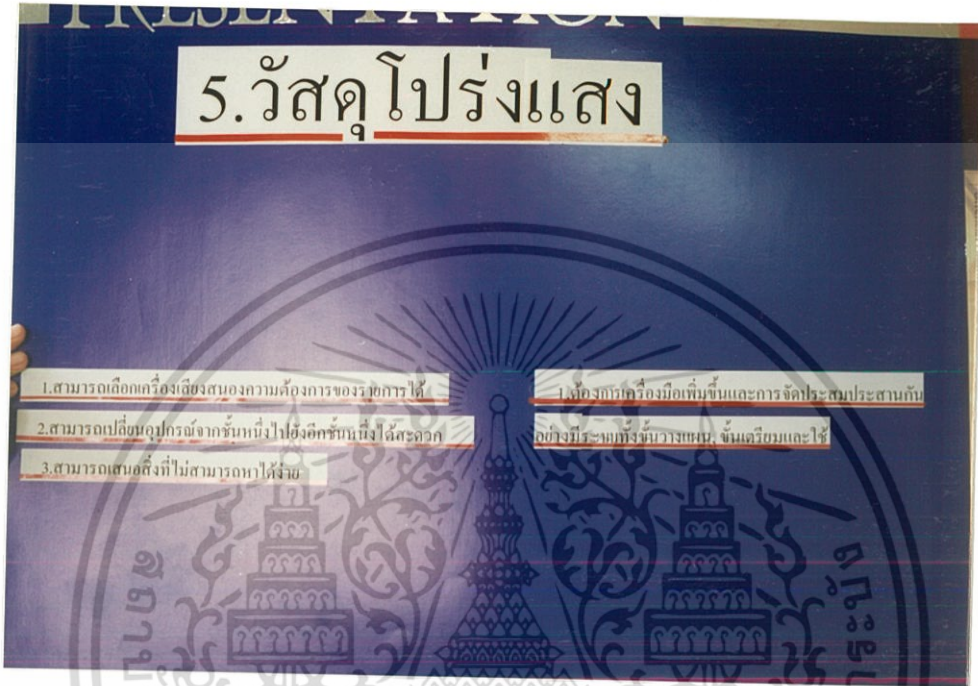 PRESENTATION
5.วัสดุโปร่งแสง
1.สามารถเลือกเครื่องเสียงสนองความต้องการของรายการได้
2.สามารถเปลี่ยนอุปกรณ์จากชั้นหนึ่งไปยังอีกชั้นหนึ่งได้สะดวก
3.สามารถเสนอสิ่งที่ไม่สามารถหาได้ง่าย
1.ต้องการเครื่องมือเพิ่มขึ้นและการจัดประสมประสานกัน
อย่างมีระบบทั้งขั้นวางแผน, ขั้นเตรียมและใช้